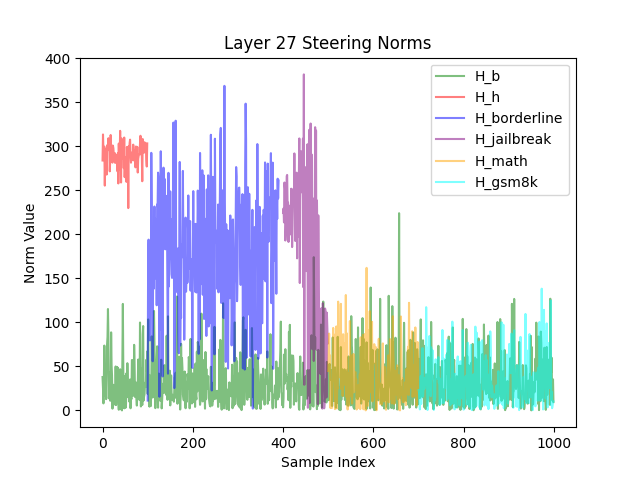 Layer 27 Steering Norms
400
350
300
250
200
150
100
50
0
Norm Value
H_b
H_h
H_borderline
H_jailbreak
H_math
H_gsm8k
0 200 400 600 800 1000
Sample Index